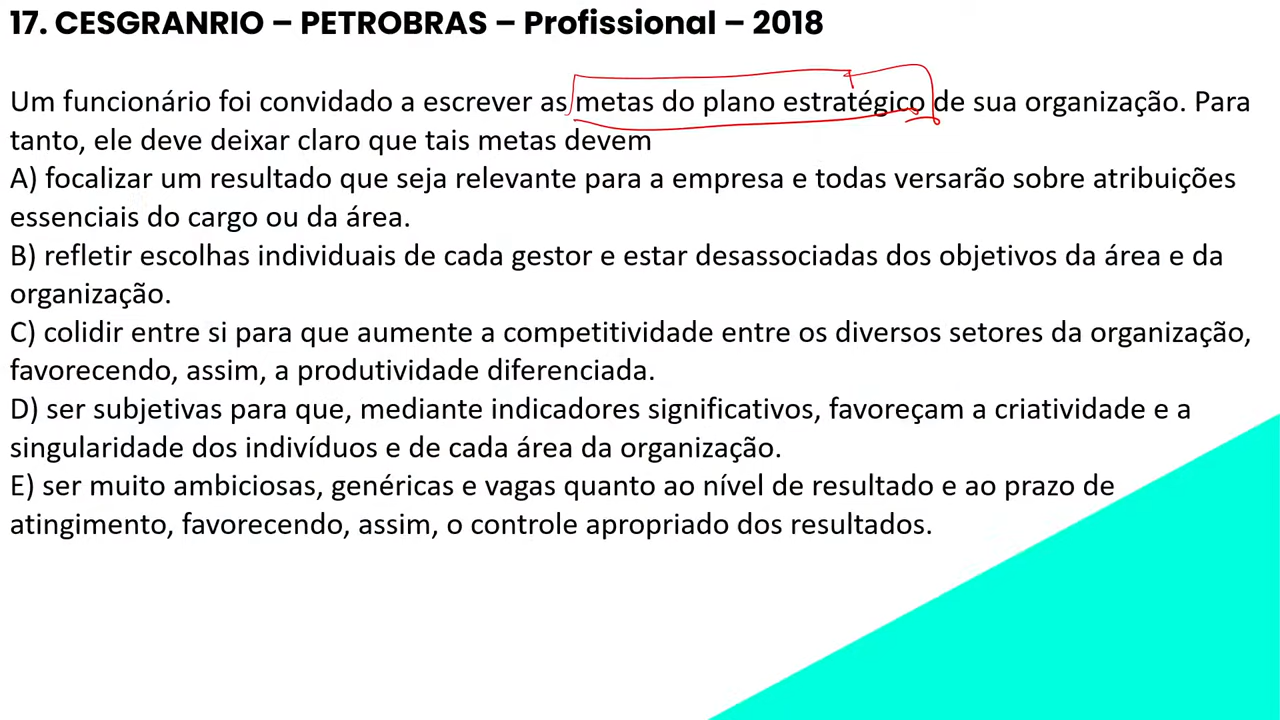 17. CESGRANRIO – PETROBRAS – Profissional – 2018
Um funcionário foi convidado a escrever as metas do plano estratégico de sua organização. Para
tanto, ele deve deixar claro que tais metas devem
A) focalizar um resultado que seja relevante para a empresa e todas versarão sobre atribuições
essenciais do cargo ou da área.
B) refletir escolhas individuais de cada gestor e estar desassociadas dos objetivos da área e da
organização.
C) colidir entre si para que aumente a competitividade entre os diversos setores da organização,
favorecendo, assim, a produtividade diferenciada.
D) ser subjetivas para que, mediante indicadores significativos, favoreçam a criatividade e a
singularidade dos indivíduos e de cada área da organização.
E) ser muito ambiciosas, genéricas e vagas quanto ao nível de resultado e ao prazo de
atingimento, favorecendo, assim, o controle apropriado dos resultados.